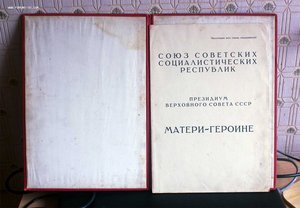 СОЮЗ СОВЕТСКИХ
СОЦИАЛИСТИЧЕСКИХ
РЕСПУБЛИК
ПРЕЗИДИУМ
ВЕРХОВНОГО СОВЕТА СССР
МАТЕРИ-ГЕРОИНЕ